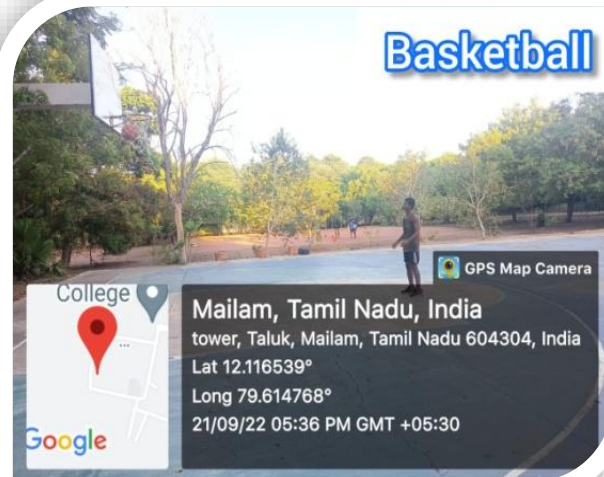 Basketball
GPS Map Camera
College
Mailam, Tamil Nadu, India
tower, Taluk, Mailam, Tamil Nadu 604304, India
Lat 12.116539°
Long 79.614768°
21/09/22 05:36 PM GMT +05:30
Google